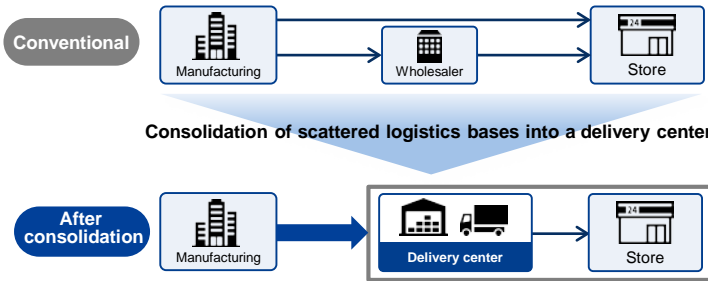 Conventional
Manufacturing
Wholesaler
24
Store
Consolidation of scattered logistics bases into a delivery center
After
consolidation
Manufacturing
Delivery center
24
Store